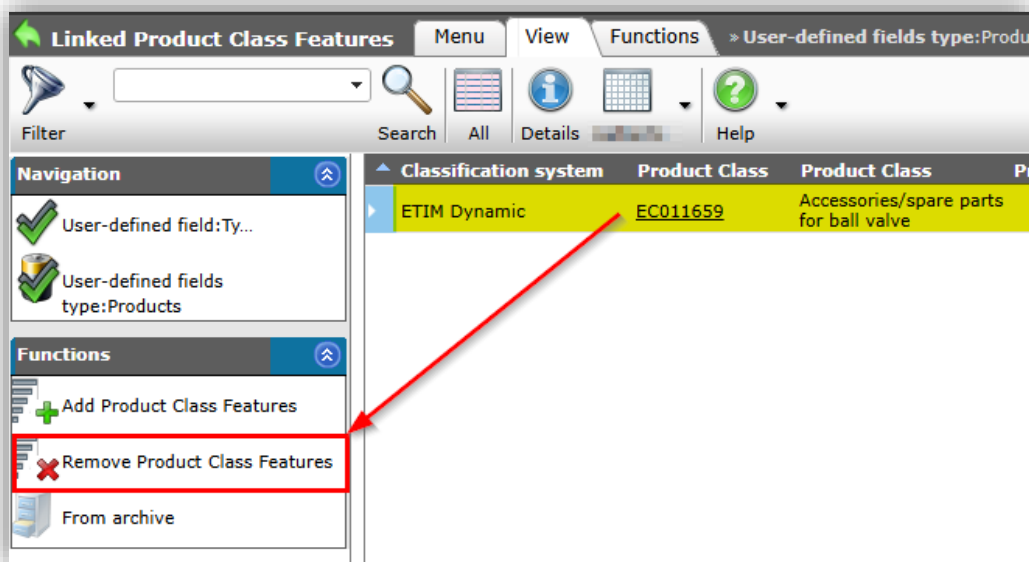 Linked Product Class Features
Menu
View
Functions
» User-defined fields type:Produ
Filter
Search
All
Details
Help
Navigation
User-defined field:Ty...
User-defined fields
type:Products
Functions
Add Product Class Features
Remove Product Class Features
From archive
Classification system
Product Class
Product Class
ETIM Dynamic
EC011659
Accessories/spare parts
for ball valve